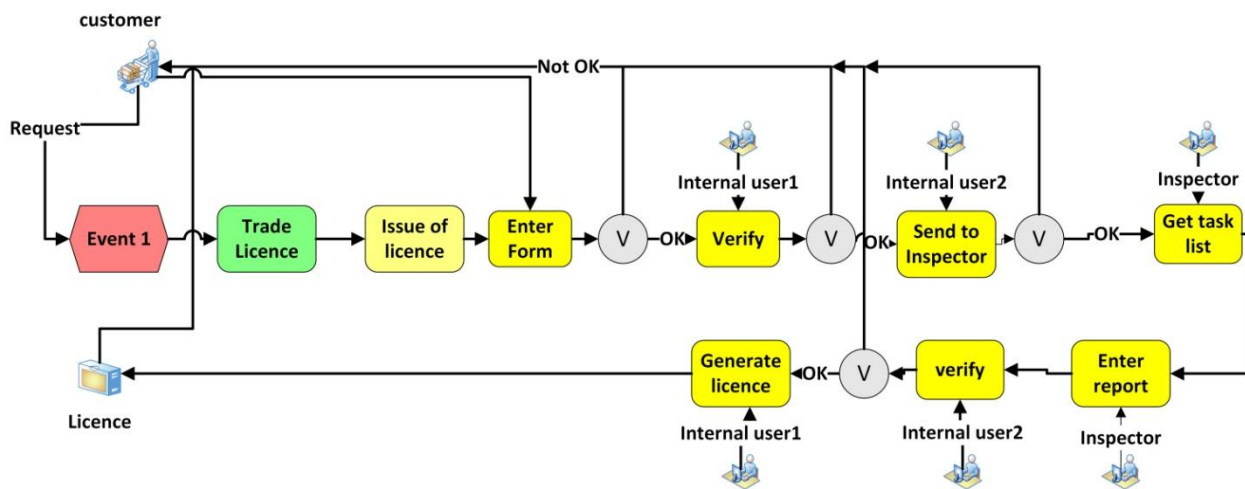 customer
Not OK
Request
Internal user1
Internal user2
Inspector
Event 1
Trade
Licence
Issue of
licence
Enter
Form
V
OK
Verify
V
OK
Send to
Inspector
V
OK
Get task
list
Licence
Generate
licence
OK
V
verify
Enter
report
Internal user1
Internal user2
Inspector